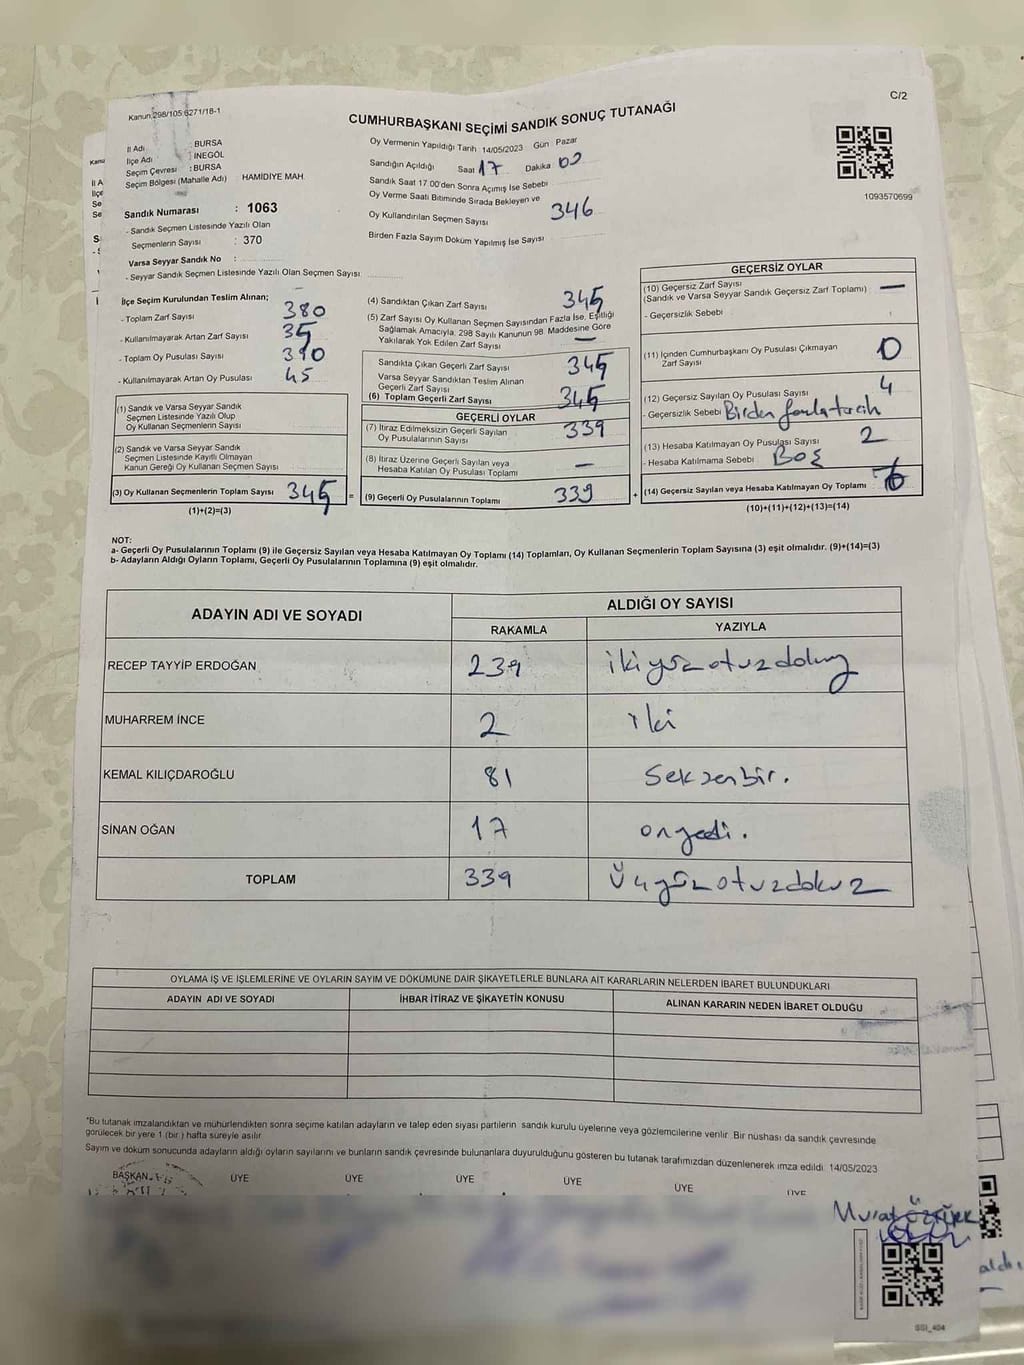 C/2
Kanun.298/105:6271/18-1
CUMHURBAŞKANI SEÇİMİ SANDIK SONUÇ TUTANAĞI
İl Adı : BURSA
İlçe Adı : İNEGÖL
Seçim Çevresi : BURSA
Seçim Bölgesi (Mahalle Adı) HAMİDİYE MAH.
Sandık Numarası : 1063
- Sandık Seçmen Listesinde Yazılı Olan
Seçmenlerin Sayısı : 370
Varsa Seyyar Sandık No :
- Seyyar Sandık Seçmen Listesinde Yazılı Olan Seçmen Sayısı
Oy Vermenin Yapıldığı Tarih 14/05/2023 Gün Pazar
Sandığın Açıldığı Saat 17 Dakika 00
Sandık Saat 17.00'den Sonra Açılmış İse Sebebi
Oy Verme Saati Bitiminde Sırada Bekleyen ve
Oy Kullandırılan Seçmen Sayısı 346
Birden Fazla Sayım Döküm Yapılmış İse Sayısı
1093570699
İlçe Seçim Kurulundan Teslim Alınan;
- Toplam Zarf Sayısı 380
- Kullanılmayarak Artan Zarf Sayısı 35
- Toplam Oy Pusulası Sayısı 390
- Kullanılmayarak Artan Oy Pusulası 45
(1) Sandık ve Varsa Seyyar Sandık
Seçmen Listesinde Yazılı Olup
Oy Kullanan Seçmenlerin Sayısı
(2) Sandık ve Varsa Seyyar Sandık
Seçmen Listesinde Kayıtlı Olmayan
Kanun Gereği Oy Kullanan Seçmen Sayısı
(3) Oy Kullanan Seçmenlerin Toplam Sayısı 345 =
(1)+(2)=(3)
(4) Sandıktan Çıkan Zarf Sayısı 345
(5) Zarf Sayısı Oy Kullanan Seçmen Sayısından Fazla İse, Eşitliği
Sağlamak Amacıyla, 298 Sayılı Kanunun 98. Maddesine Göre
Yakılarak Yok Edilen Zarf Sayısı —
Sandıkta Çıkan Geçerli Zarf Sayısı 345
Varsa Seyyar Sandıktan Teslim Alınan
Geçerli Zarf Sayısı
(6) Toplam Geçerli Zarf Sayısı 345
GEÇERLİ OYLAR
(7) İtiraz Edilmeksizin Geçerli Sayılan
Oy Pusulalarının Sayısı 339
(8) İtiraz Üzerine Geçerli Sayılan veya
Hesaba Katılan Oy Pusulası Toplamı —
(9) Geçerli Oy Pusulalarının Toplamı 339 +
GEÇERSİZ OYLAR
(10) Geçersiz Zarf Sayısı
(Sandık ve Varsa Seyyar Sandık Geçersiz Zarf Toplamı) —
- Geçersizlik Sebebi :
(11) İçinden Cumhurbaşkanı Oy Pusulası Çıkmayan
Zarf Sayısı 0
(12) Geçersiz Sayılan Oy Pusulası Sayısı 4
- Geçersizlik Sebebi Birden fazla tercih
(13) Hesaba Katılmayan Oy Pusulası Sayısı 2
- Hesaba Katılmama Sebebi Boş
(14) Geçersiz Sayılan veya Hesaba Katılmayan Oy Toplamı 6
(10)+(11)+(12)+(13)=(14)
NOT:
a- Geçerli Oy Pusulalarının Toplamı (9) ile Geçersiz Sayılan veya Hesaba Katılmayan Oy Toplamı (14) Toplamları, Oy Kullanan Seçmenlerin Toplam Sayısına (3) eşit olmalıdır. (9)+(14)=(3)
b- Adayların Aldığı Oyların Toplamı, Geçerli Oy Pusulalarının Toplamına (9) eşit olmalıdır.
ADAYIN ADI VE SOYADI
ALDIĞI OY SAYISI
RAKAMLA YAZIYLA
RECEP TAYYİP ERDOĞAN 239 ikiyüzotuzdokuz
MUHARREM İNCE 2 iki
KEMAL KILIÇDAROĞLU 81 Seksenbir.
SİNAN OĞAN 17 onyedi.
TOPLAM 339 Üçyüzotuzdokuz
OYLAMA İŞ VE İŞLEMLERİNE VE OYLARIN SAYIM VE DÖKÜMÜNE DAİR ŞİKAYETLERLE BUNLARA AİT KARARLARIN NELERDEN İBARET BULUNDUKLARI
ADAYIN ADI VE SOYADI İHBAR İTİRAZ VE ŞİKAYETİN KONUSU ALINAN KARARIN NEDEN İBARET OLDUĞU
*Bu tutanak imzalandıktan ve mühürlendikten sonra seçime katılan adayların ve talep eden siyasi partilerin sandık kurulu üyelerine veya gözlemcilerine verilir. Bir nüshası da sandık çevresinde
görülecek bir yere 1 (bir) hafta süreyle asılır.
Sayım ve döküm sonucunda adayların aldığı oyların sayılarını ve bunların sandık çevresinde bulunanlara duyurulduğunu gösteren bu tutanak tarafımızdan düzenlenerek imza edildi. 14/05/2023
BAŞKAN ÜYE ÜYE ÜYE ÜYE ÜYE ÜYE
Murat ÖZTÜRK
aldı
SSI_404